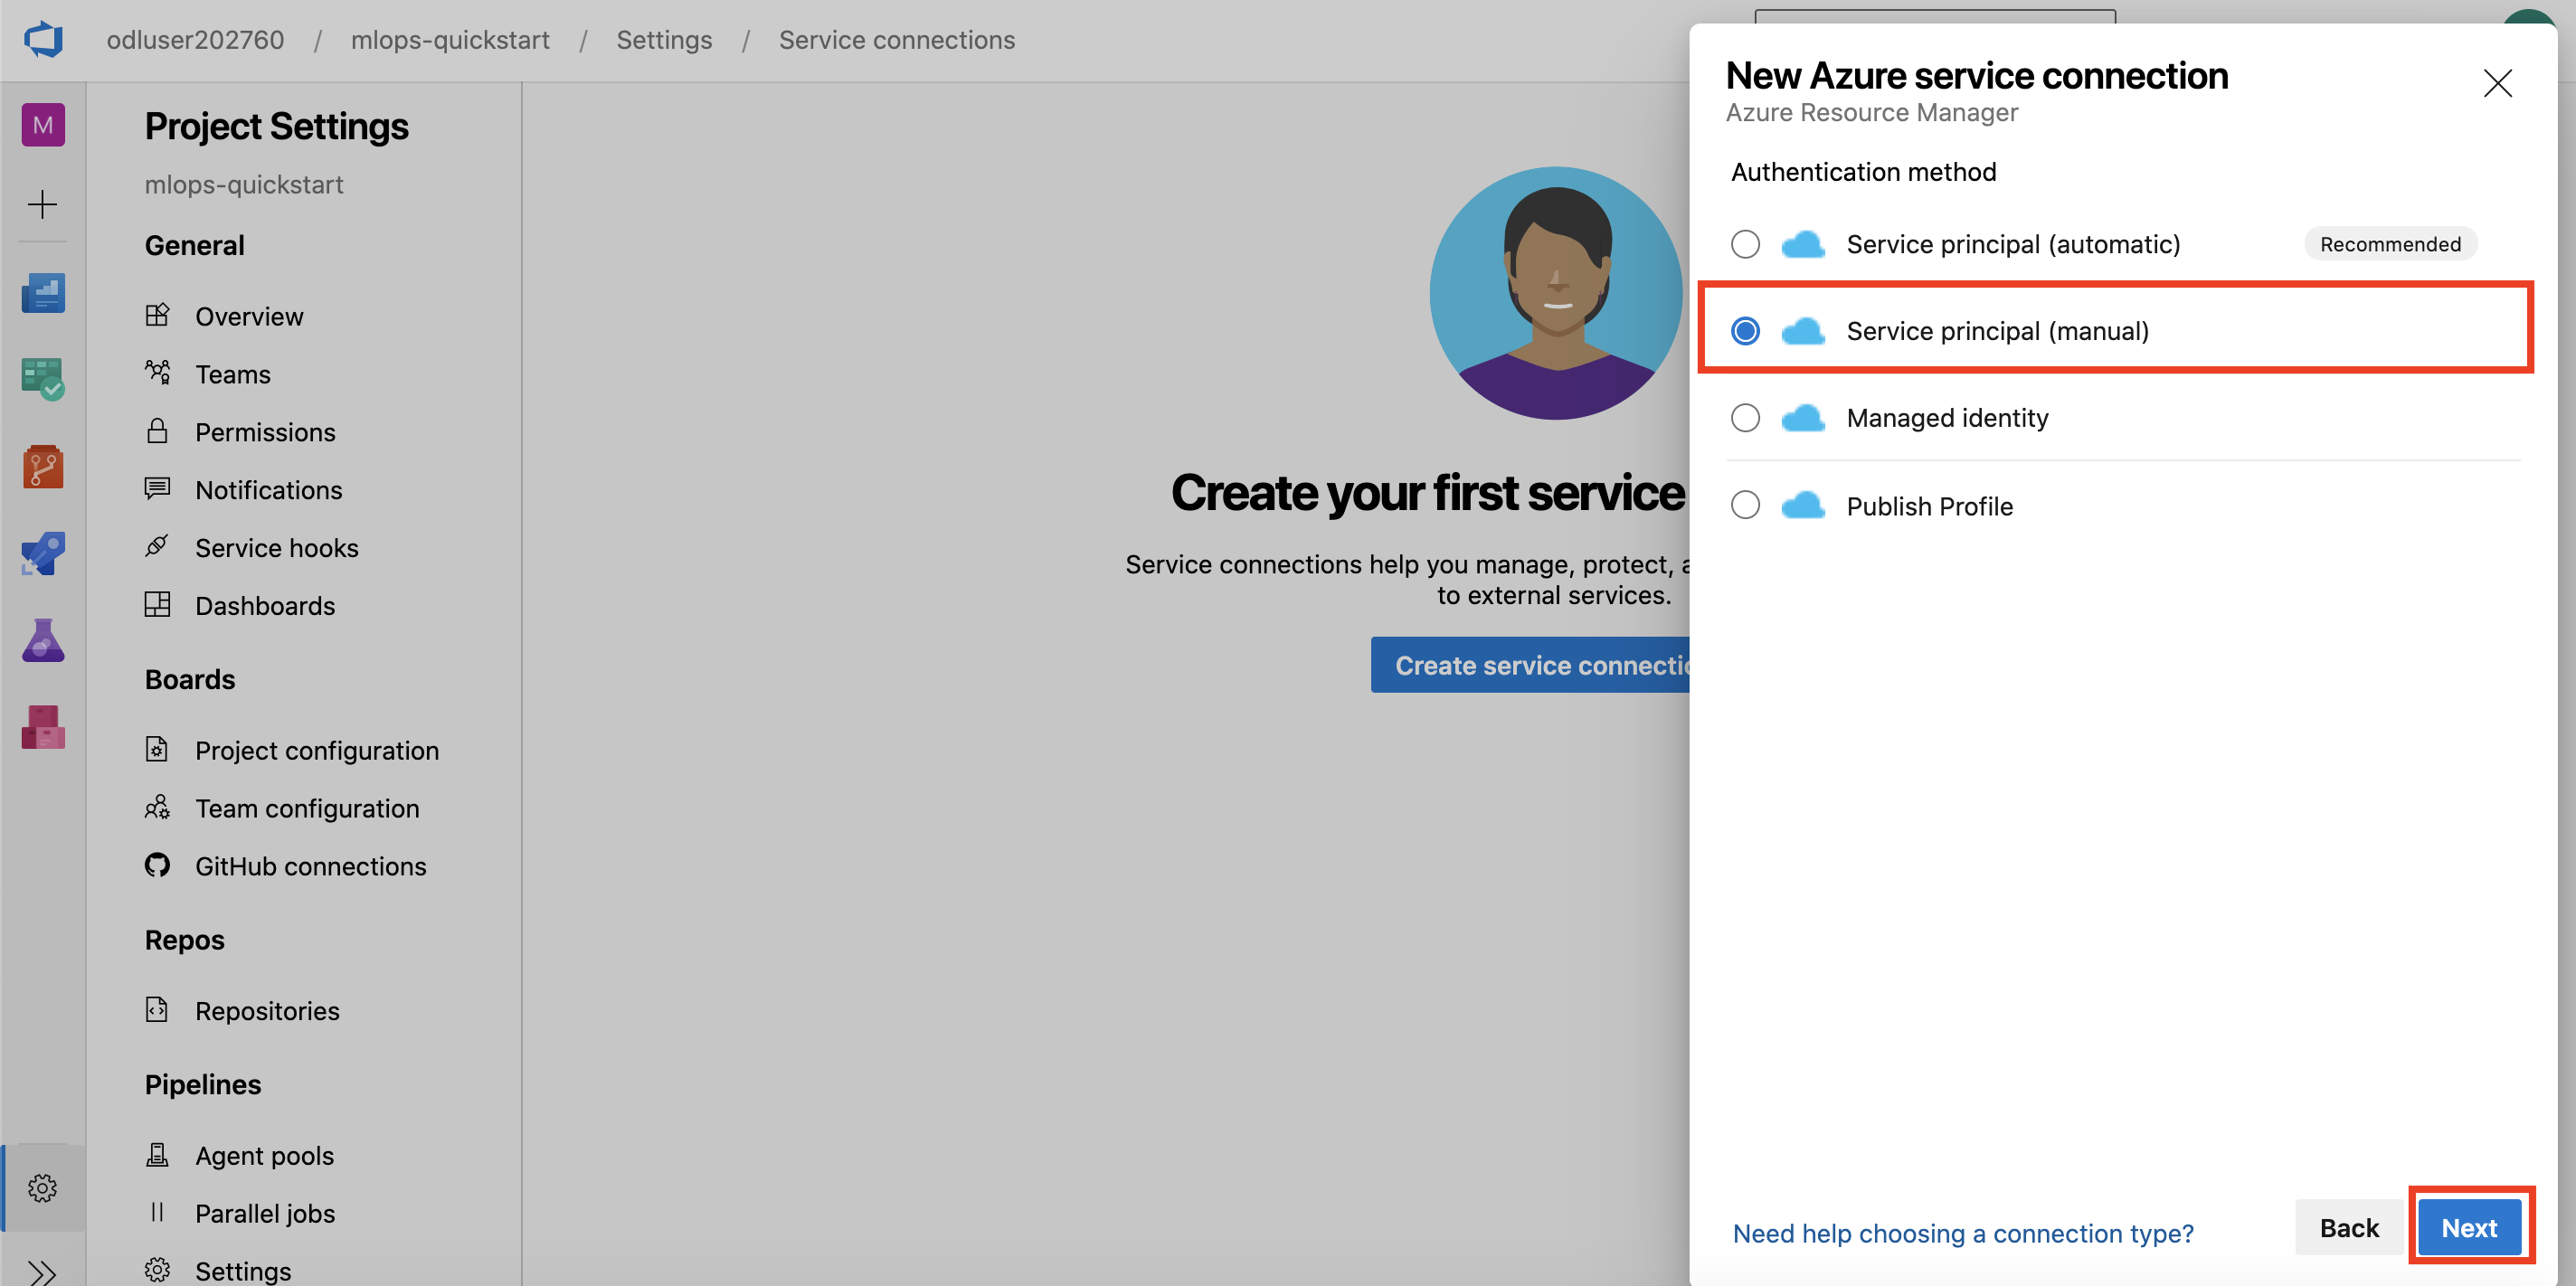 odluser202760 / mlops-quickstart / Settings / Service connections
M
Project Settings
mlops-quickstart
General
Overview
Teams
Permissions
Notifications
Service hooks
Dashboards
Boards
Project configuration
Team configuration
GitHub connections
Repos
Repositories
Pipelines
Agent pools
Parallel jobs
Settings
Create your first service
Service connections help you manage, protect, a
to external services.
Create service connectio
New Azure service connection
Azure Resource Manager
Authentication method
Service principal (automatic) Recommended
Service principal (manual)
Managed identity
Publish Profile
Need help choosing a connection type? Back Next